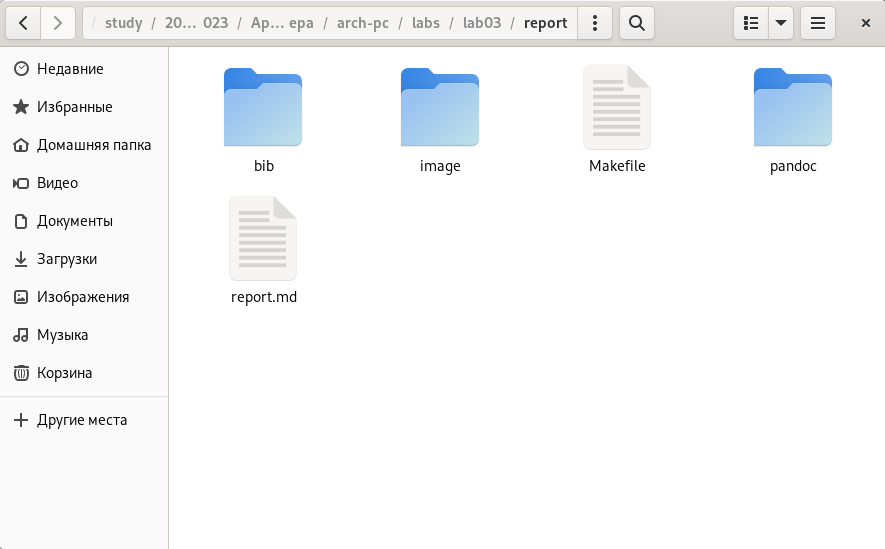 study / 20… 023 / Ар… ера / arch-pc / labs / lab03 / report
Недавние
Избранные
Домашняя папка
Видео
Документы
Загрузки
Изображения
Музыка
Корзина
Другие места
bib
image
Makefile
pandoc
report.md